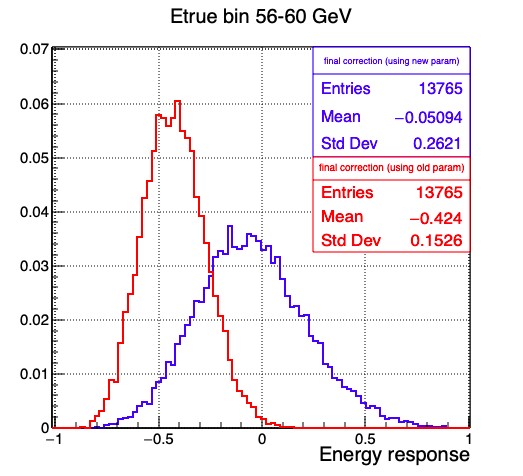 Etrue bin 56-60 GeV
0.07
0.06
0.05
0.04
0.03
0.02
0.01
0
final correction (using new param)
Entries 13765
Mean −0.05094
Std Dev 0.2621
final correction (using old param)
Entries 13765
Mean −0.424
Std Dev 0.1526
−1 −0.5 0 0.5 1
Energy response